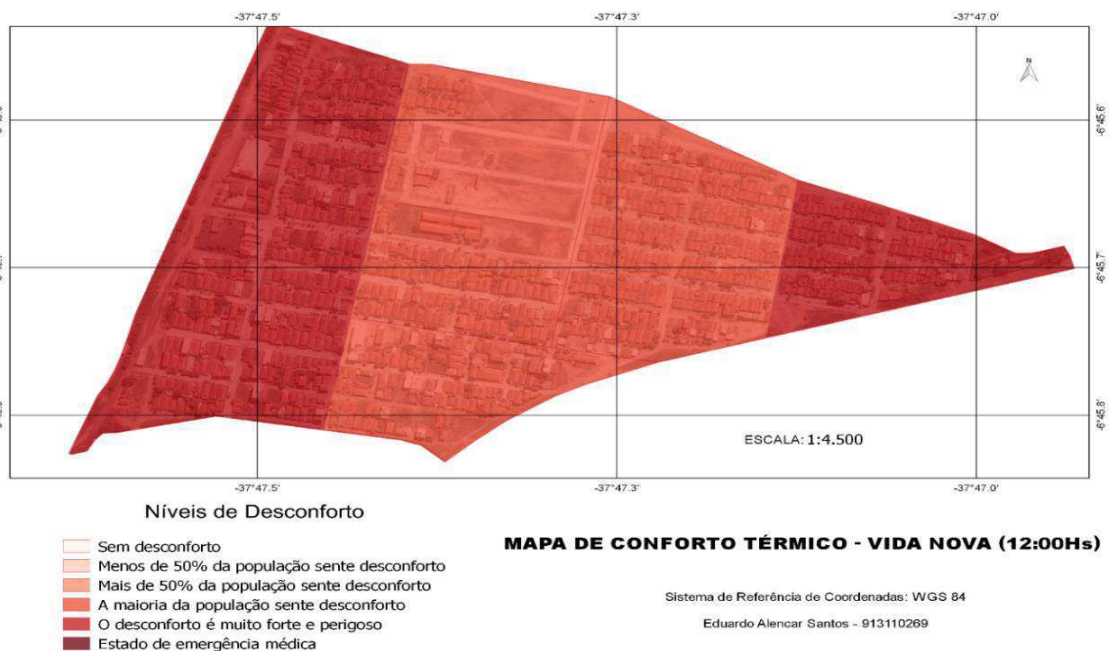 -37°47.5' -37°47.3' -37°47.0'
N
-6°45.6'
-6°45.7'
-6°45.8'
ESCALA: 1:4.500
-37°47.5' -37°47.3' -37°47.0'
Níveis de Desconforto
Sem desconforto
Menos de 50% da população sente desconforto
Mais de 50% da população sente desconforto
A maioria da população sente desconforto
O desconforto é muito forte e perigoso
Estado de emergência médica
MAPA DE CONFORTO TÉRMICO - VIDA NOVA (12:00Hs)
Sistema de Referência de Coordenadas: WGS 84
Eduardo Alencar Santos - 913110269